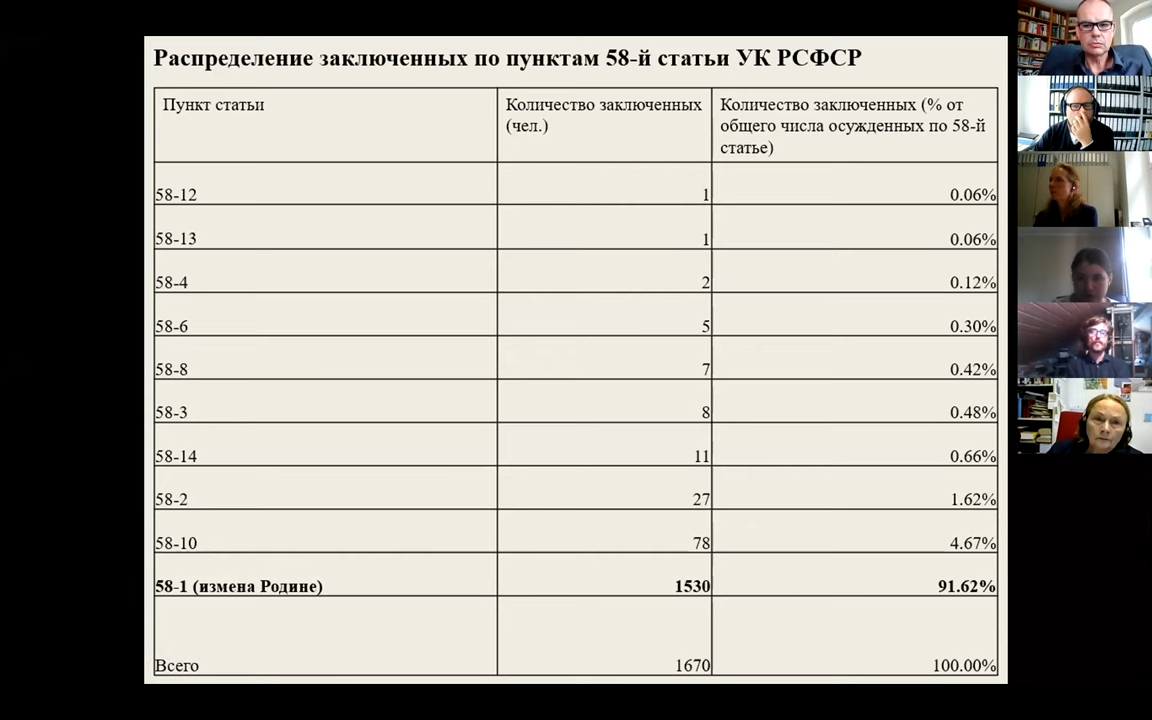 Распределение заключенных по пунктам 58-й статьи УК РСФСР
Пункт статьи
Количество заключенных
(чел.)
Количество заключенных (% от
общего числа осужденных по 58-й
статье)
58-12 1 0.06%
58-13 1 0.06%
58-4 2 0.12%
58-6 5 0.30%
58-8 7 0.42%
58-3 8 0.48%
58-14 11 0.66%
58-2 27 1.62%
58-10 78 4.67%
58-1 (измена Родине) 1530 91.62%
Всего 1670 100.00%